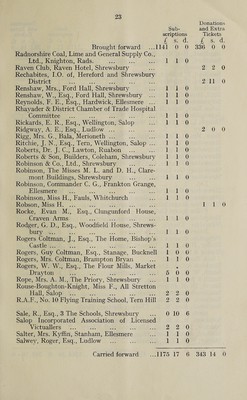 23
Donations
Sub- and Extra
scriptions Tickets
£ s. d. £ s. d.
Brought forward ...1141 0 0 336 0 0
Radnorshire Coal, Lime and General Supply Co.,
Ltd., Knighton, Rads. ... ... ... 1 1 0
Raven Club, Raven Hotel, Shrewsbury 2 2 0
Rechabites, I.O. of, Hereford and Shrewsbury
District ... ... ... ... ... 2 11 0
Renshaw, Mrs., Ford Hall, Shrewsbury ... 1 1 0
Renshaw, W., Esq., Ford Hall, Shrewsbury ... 1 1 0
Reynolds, F. E., Esq., Hardwick, Ellesmere ... 1 1 0
Rhayader & District Chamber of Trade Hospital
Committee ... ... ... ... ... 1 1 0
Rickards, E. R., Esq., Wellington, Salop ... 1 1 0
Ridgway, A. E., Esq., Ludlow ... ... ... 2 0 0
Rigg, Mrs. G., Bala, Merioneth ... ... ... 1 1 0
Ritchie, J. N., Esq., Tern, Wellington, Salop ... 1 1 0
Roberts, Dr. J. C., Lawton, Ruabon ... ... 1 1 0
Roberts & Son, Builders, Coleham, Shrewsbury 1 1 0
Robinson & Co., Ltd., Shrewsbury ... ... 1 1 0
Robinson, The Misses M. L. and D. H., Clare-
mont Buildings, Shrewsbury ... ... 1 1 0
Robinson, Commander C. G., Frankton Grange,
Ellesmere ... ... ... ... ... 1 1 0
Robinson, Miss H., Fauls, Whitchurch ... 1 1 0
Robson, Miss H. ... ... ... ... ... 1 1 0
Rocke, Evan M., Esq., Clungunford House,
Craven Arms ... ... ... ... 1 1 0
Rodger, G. D., Esq., Woodfield House, Shrews-
bury ... ... ... ... ... ... 1 1 0
Rogers Coltman, J., Esq., The Home, Bishop's
Castle ... ... ... ... ... ... 1 1 0
Rogers, Guy Coltman, Esq., Stanage, Bucknell 1 0 0
Rogers, Mrs. Coltman, Brampton Bryan ... 1 1 0
Rogers, W. W., Esq., The Flour Mills, Market
Drayton ... ... ... ... ... 5 0 0
Rope, Mrs. A. M., The Priory, Shrewsbury ... 1 1 0
Rouse-Boughton-Knight, Miss F., All Stretton
Hall, Salop ... ... ... ... ... 2 2 0
R.A.F., No. 10 Flying Training School, Tern Hill 2 2 0
Sale, R., Esq., 3 The Schools, Shrewsbury ... 0 10 6
Salop Incorporated Association of Licensed
Victuallers ... ... ... ... ... 2 2 0
Salter, Mrs. Kyffin, Stanham, Ellesmere ... 1 1 0
Salwey, Roger, Esq., Ludlow ... ... ... 1 1 0
Carried forward ...1175 17 6 343 14 0